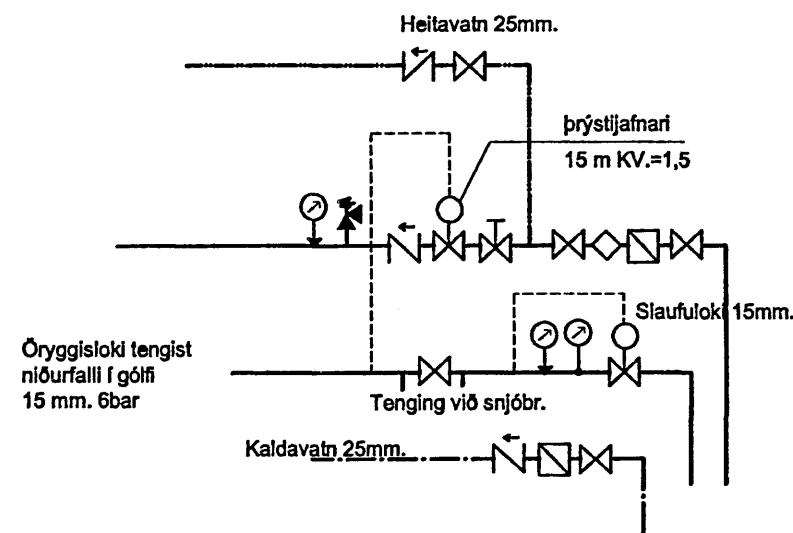 Heitavatn 25mm.
þrýstijafnari
15 m KV.=1,5
Slaufuloki 15mm.
Öryggisloki tengist
niðurfalli í gólfi
15 mm. 6bar
Tenging við snjóbr.
Kaldavatn 25mm.